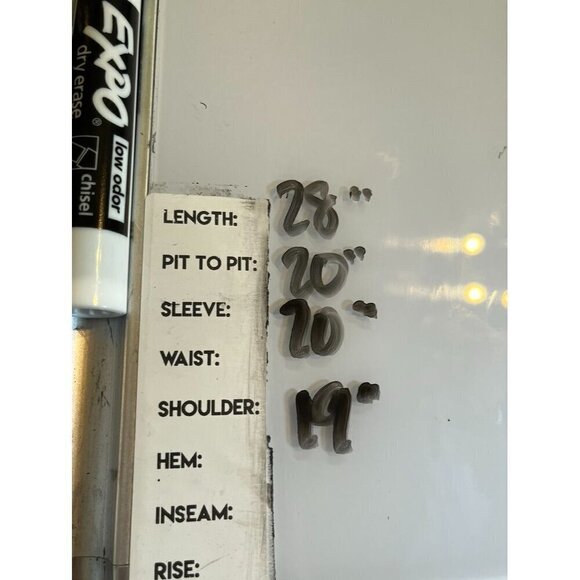 EXPO®
dry erase
low odor
chisel
LENGTH: 28"
PIT TO PIT: 20"
SLEEVE: 20"
WAIST:
SHOULDER: 19"
HEM:
INSEAM:
RISE: